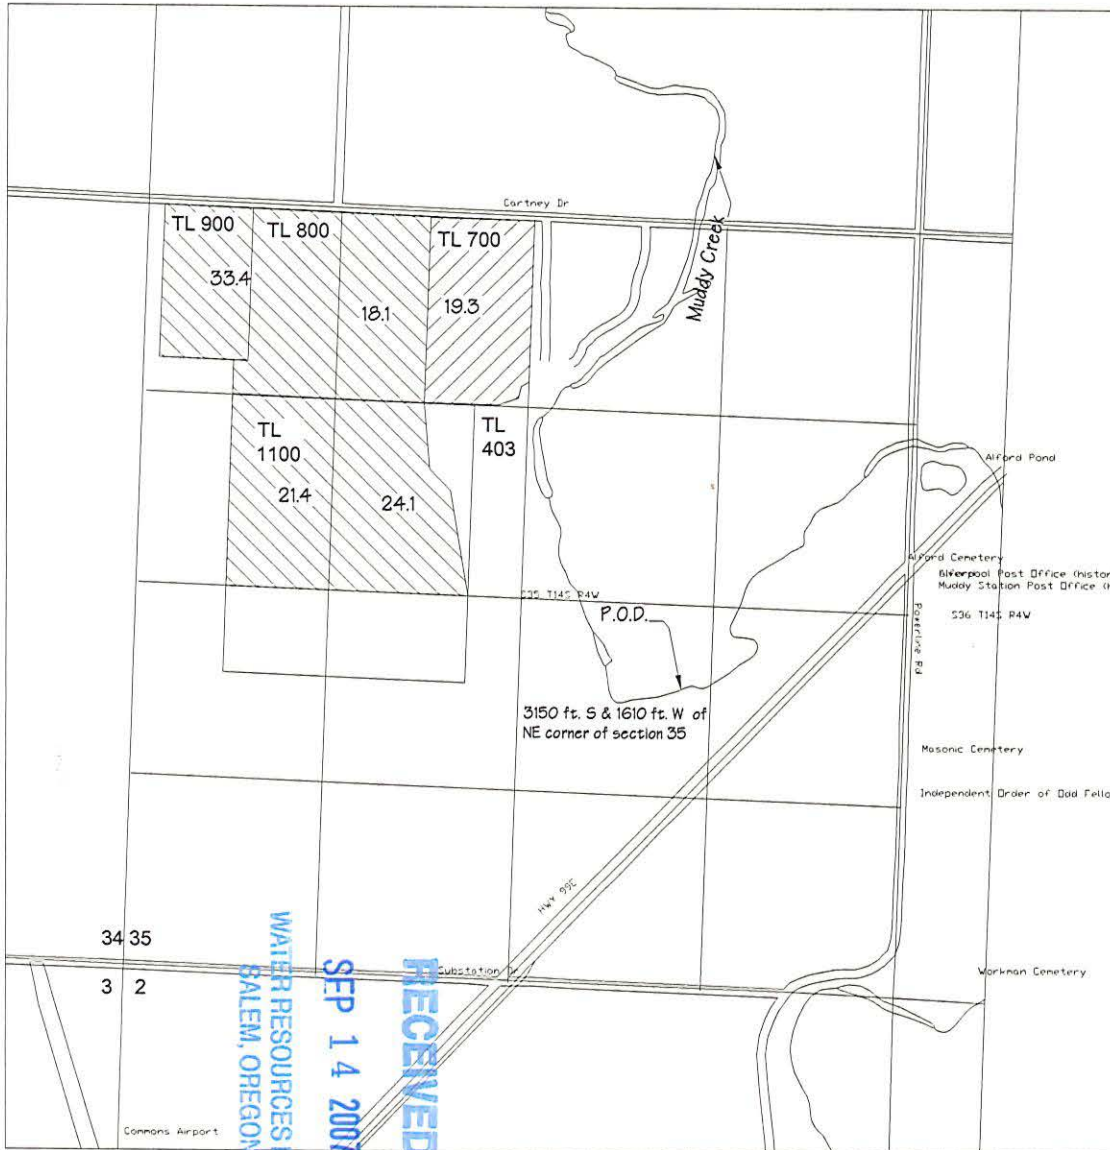 Cartney Dr
TL 900
TL 800
TL 700
Muddy Creek
33.4
18.1
19.3
TL
1100
TL
403
21.4
24.1
Alford Pond
Alford Cemetery
Post Office (histor
Muddy Station Post Office (h
S35 T14S R4W
S36 T14S R4W
P.O.D.
Powerline Rd
3150 ft. S & 1610 ft. W of
NE corner of section 35
Masonic Cemetery
Independent Order of Odd Fello
HWY 99E
34 35
3 2
Substation Dr
Workman Cemetery
RECEIVED
SEP 14 2007
WATER RESOURCES
SALEM, OREGON
Commons Airport